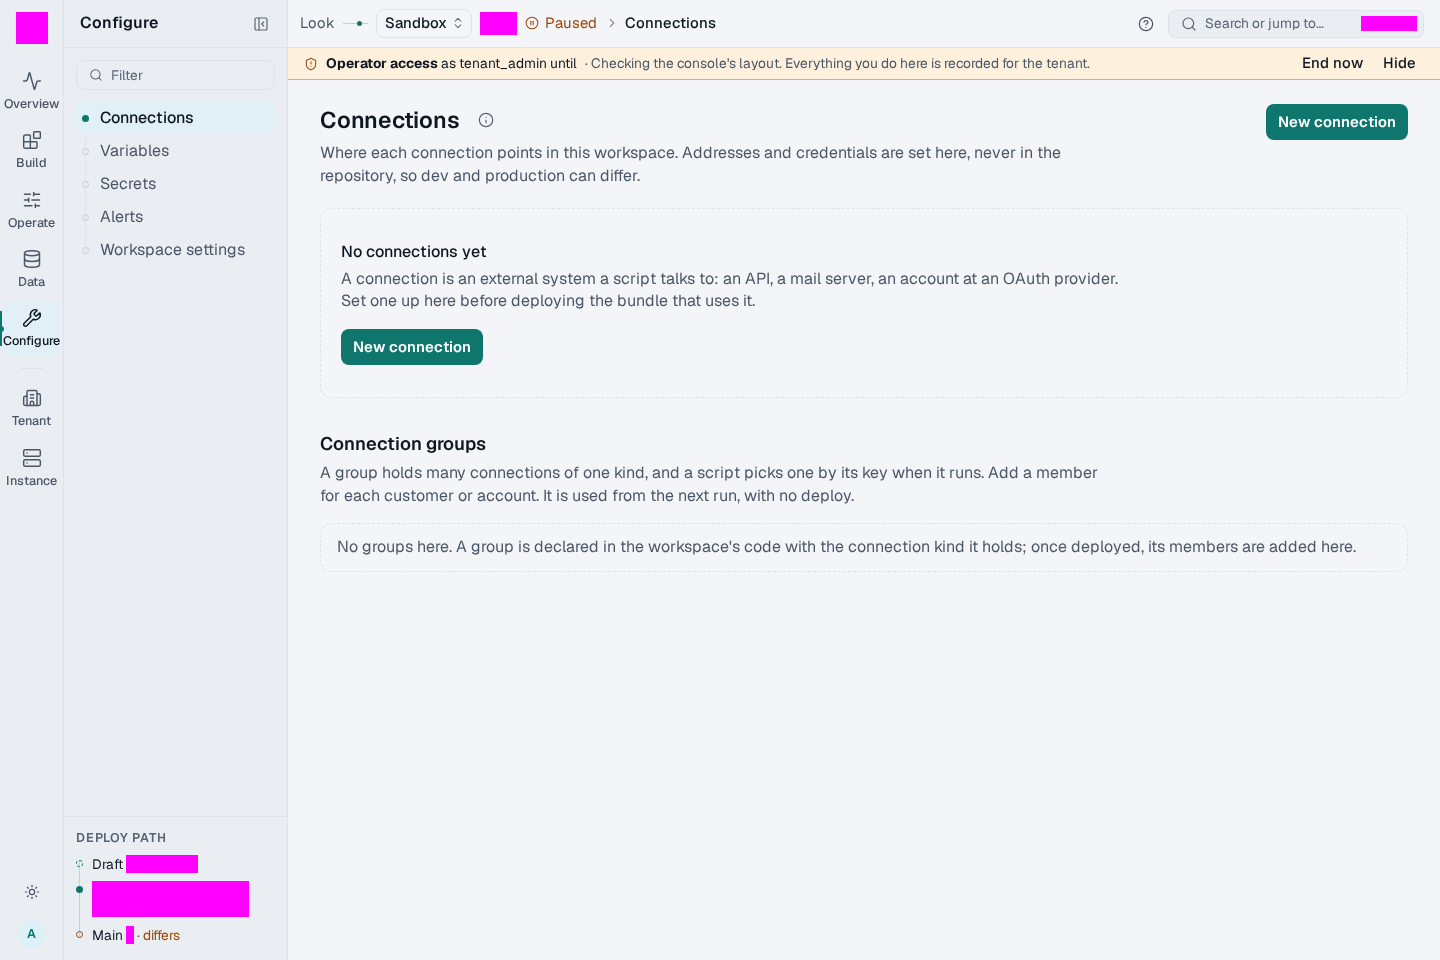 Configure
Look
Sandbox
Paused
Connections
Search or jump to...
Operator access as tenant_admin until · Checking the console's layout. Everything you do here is recorded for the tenant.
End now
Hide
Overview
Build
Operate
Data
Configure
Tenant
Instance
A
Filter
Connections
Variables
Secrets
Alerts
Workspace settings
DEPLOY PATH
Draft
Main · differs
Connections
New connection
Where each connection points in this workspace. Addresses and credentials are set here, never in the
repository, so dev and production can differ.
No connections yet
A connection is an external system a script talks to: an API, a mail server, an account at an OAuth provider.
Set one up here before deploying the bundle that uses it.
New connection
Connection groups
A group holds many connections of one kind, and a script picks one by its key when it runs. Add a member
for each customer or account. It is used from the next run, with no deploy.
No groups here. A group is declared in the workspace's code with the connection kind it holds; once deployed, its members are added here.